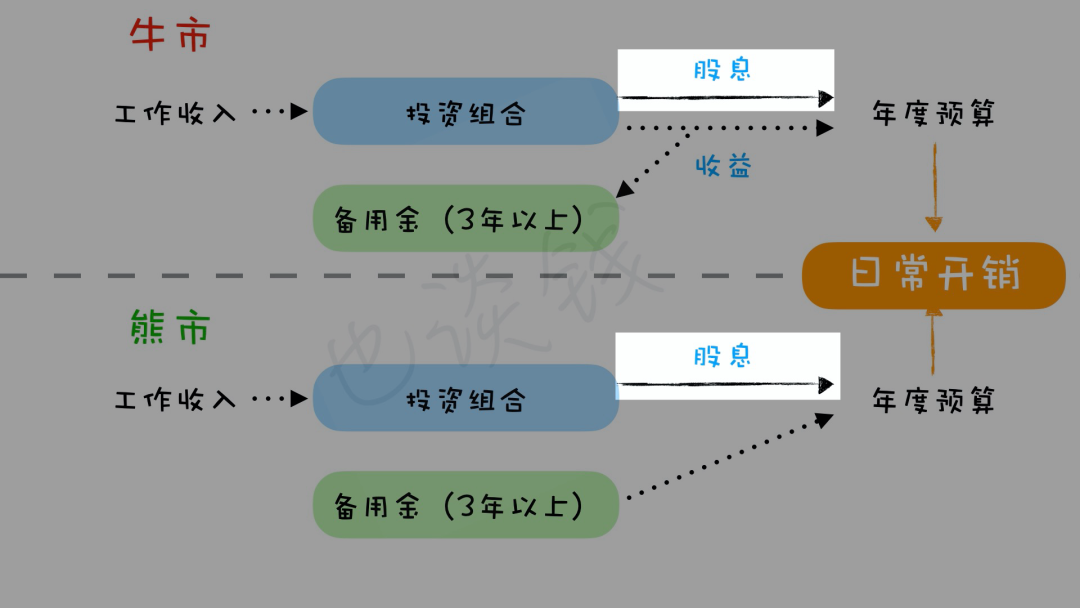 牛市
股息
工作收入
投资组合
年度预算
收益
备用金（3年以上）
日常开销
熊市
也谈钱
股息
工作收入
投资组合
年度预算
备用金（3年以上）